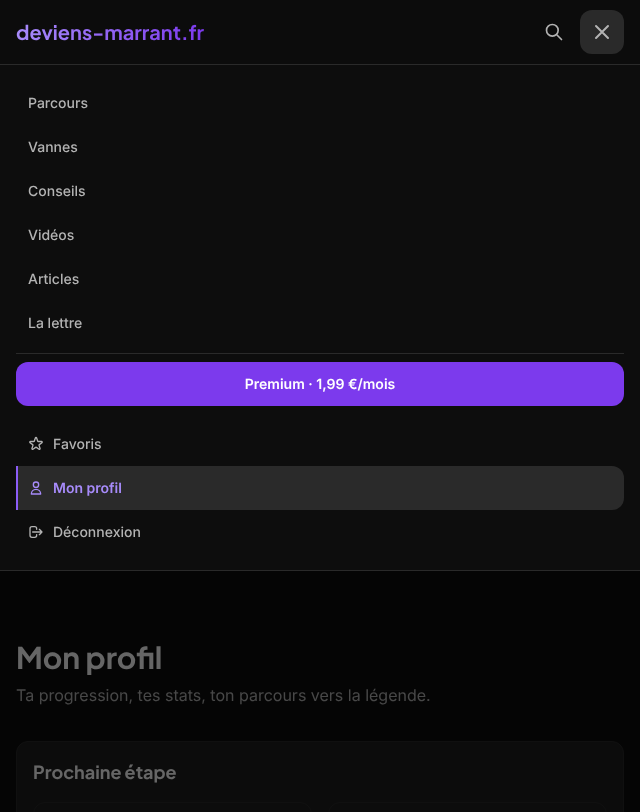 deviens-marrant.fr
Parcours
Vannes
Conseils
Vidéos
Articles
La lettre
Premium · 1,99 €/mois
Favoris
Mon profil
Déconnexion
Mon profil
Ta progression, tes stats, ton parcours vers la légende.
Prochaine étape